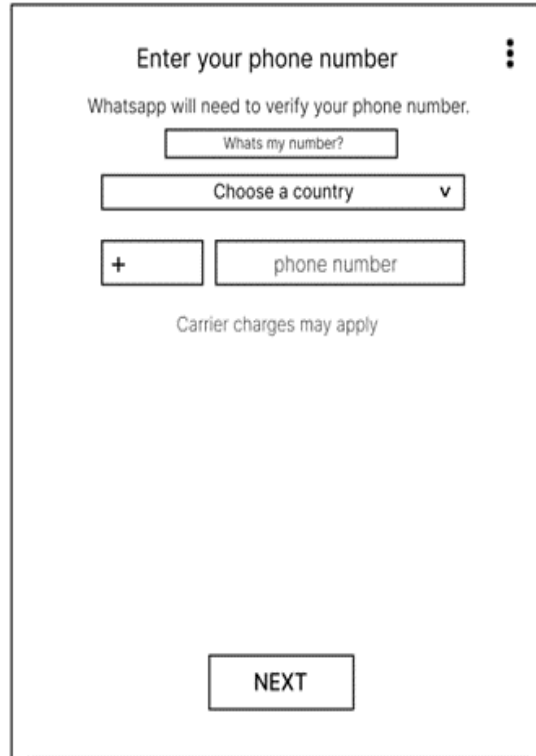 Enter your phone number
Whatsapp will need to verify your phone number.
Whats my number?
Choose a country
+ phone number
Carrier charges may apply
NEXT